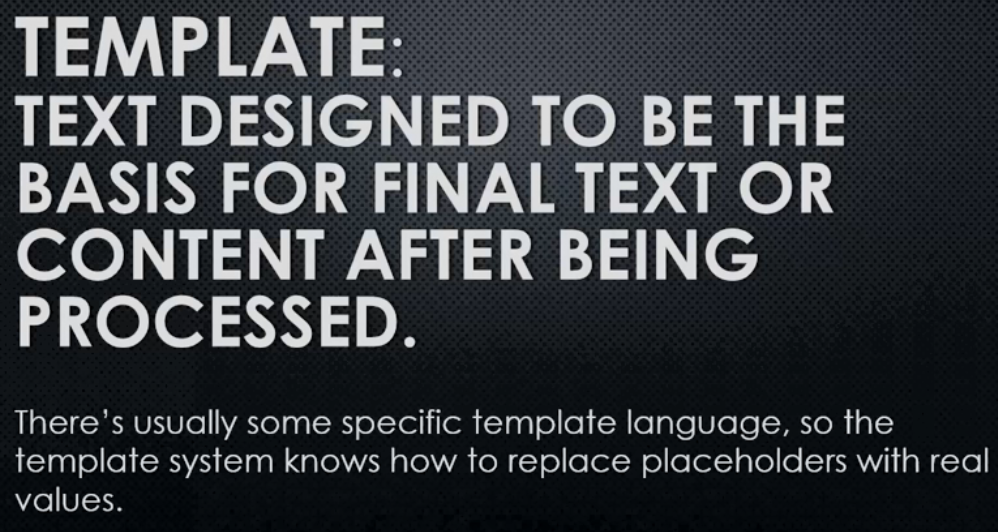 TEMPLATE:
TEXT DESIGNED TO BE THE
BASIS FOR FINAL TEXT OR
CONTENT AFTER BEING
PROCESSED.
There's usually some specific template language, so the
template system knows how to replace placeholders with real
values.